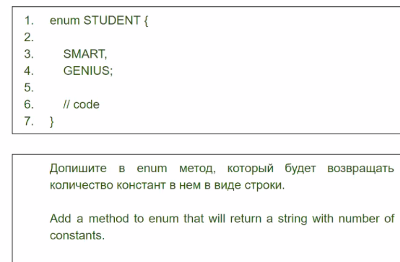 1. enum STUDENT {
2.
3. SMART,
4. GENIUS;
5.
6. // code
7. }
Допишите в enum метод, который будет возвращать
количество констант в нем в виде строки.
Add a method to enum that will return a string with number of
constants.